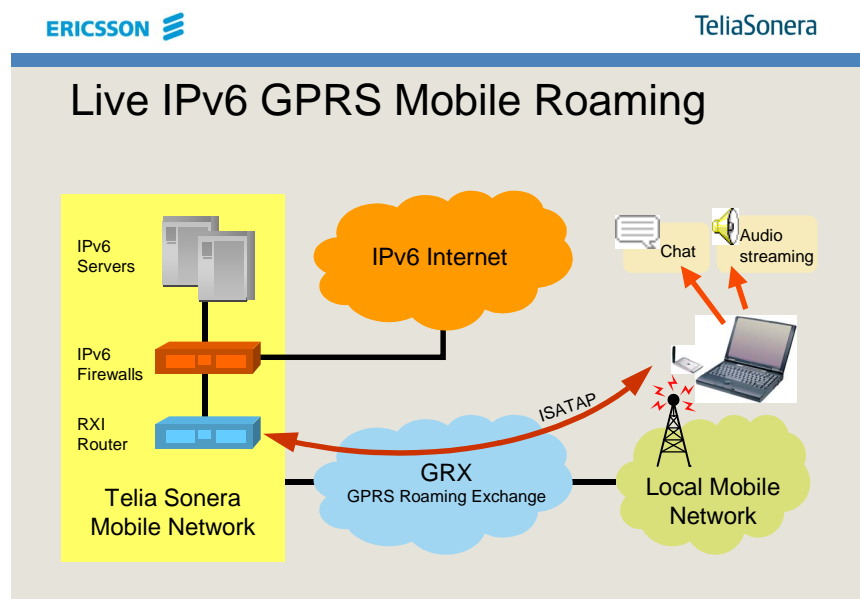 ERICSSON
TeliaSonera
Live IPv6 GPRS Mobile Roaming
IPv6
Servers
IPv6 Internet
Chat
Audio
streaming
IPv6
Firewalls
ISATAP
RXI
Router
GRX
GPRS Roaming Exchange
Telia Sonera
Mobile Network
Local Mobile
Network